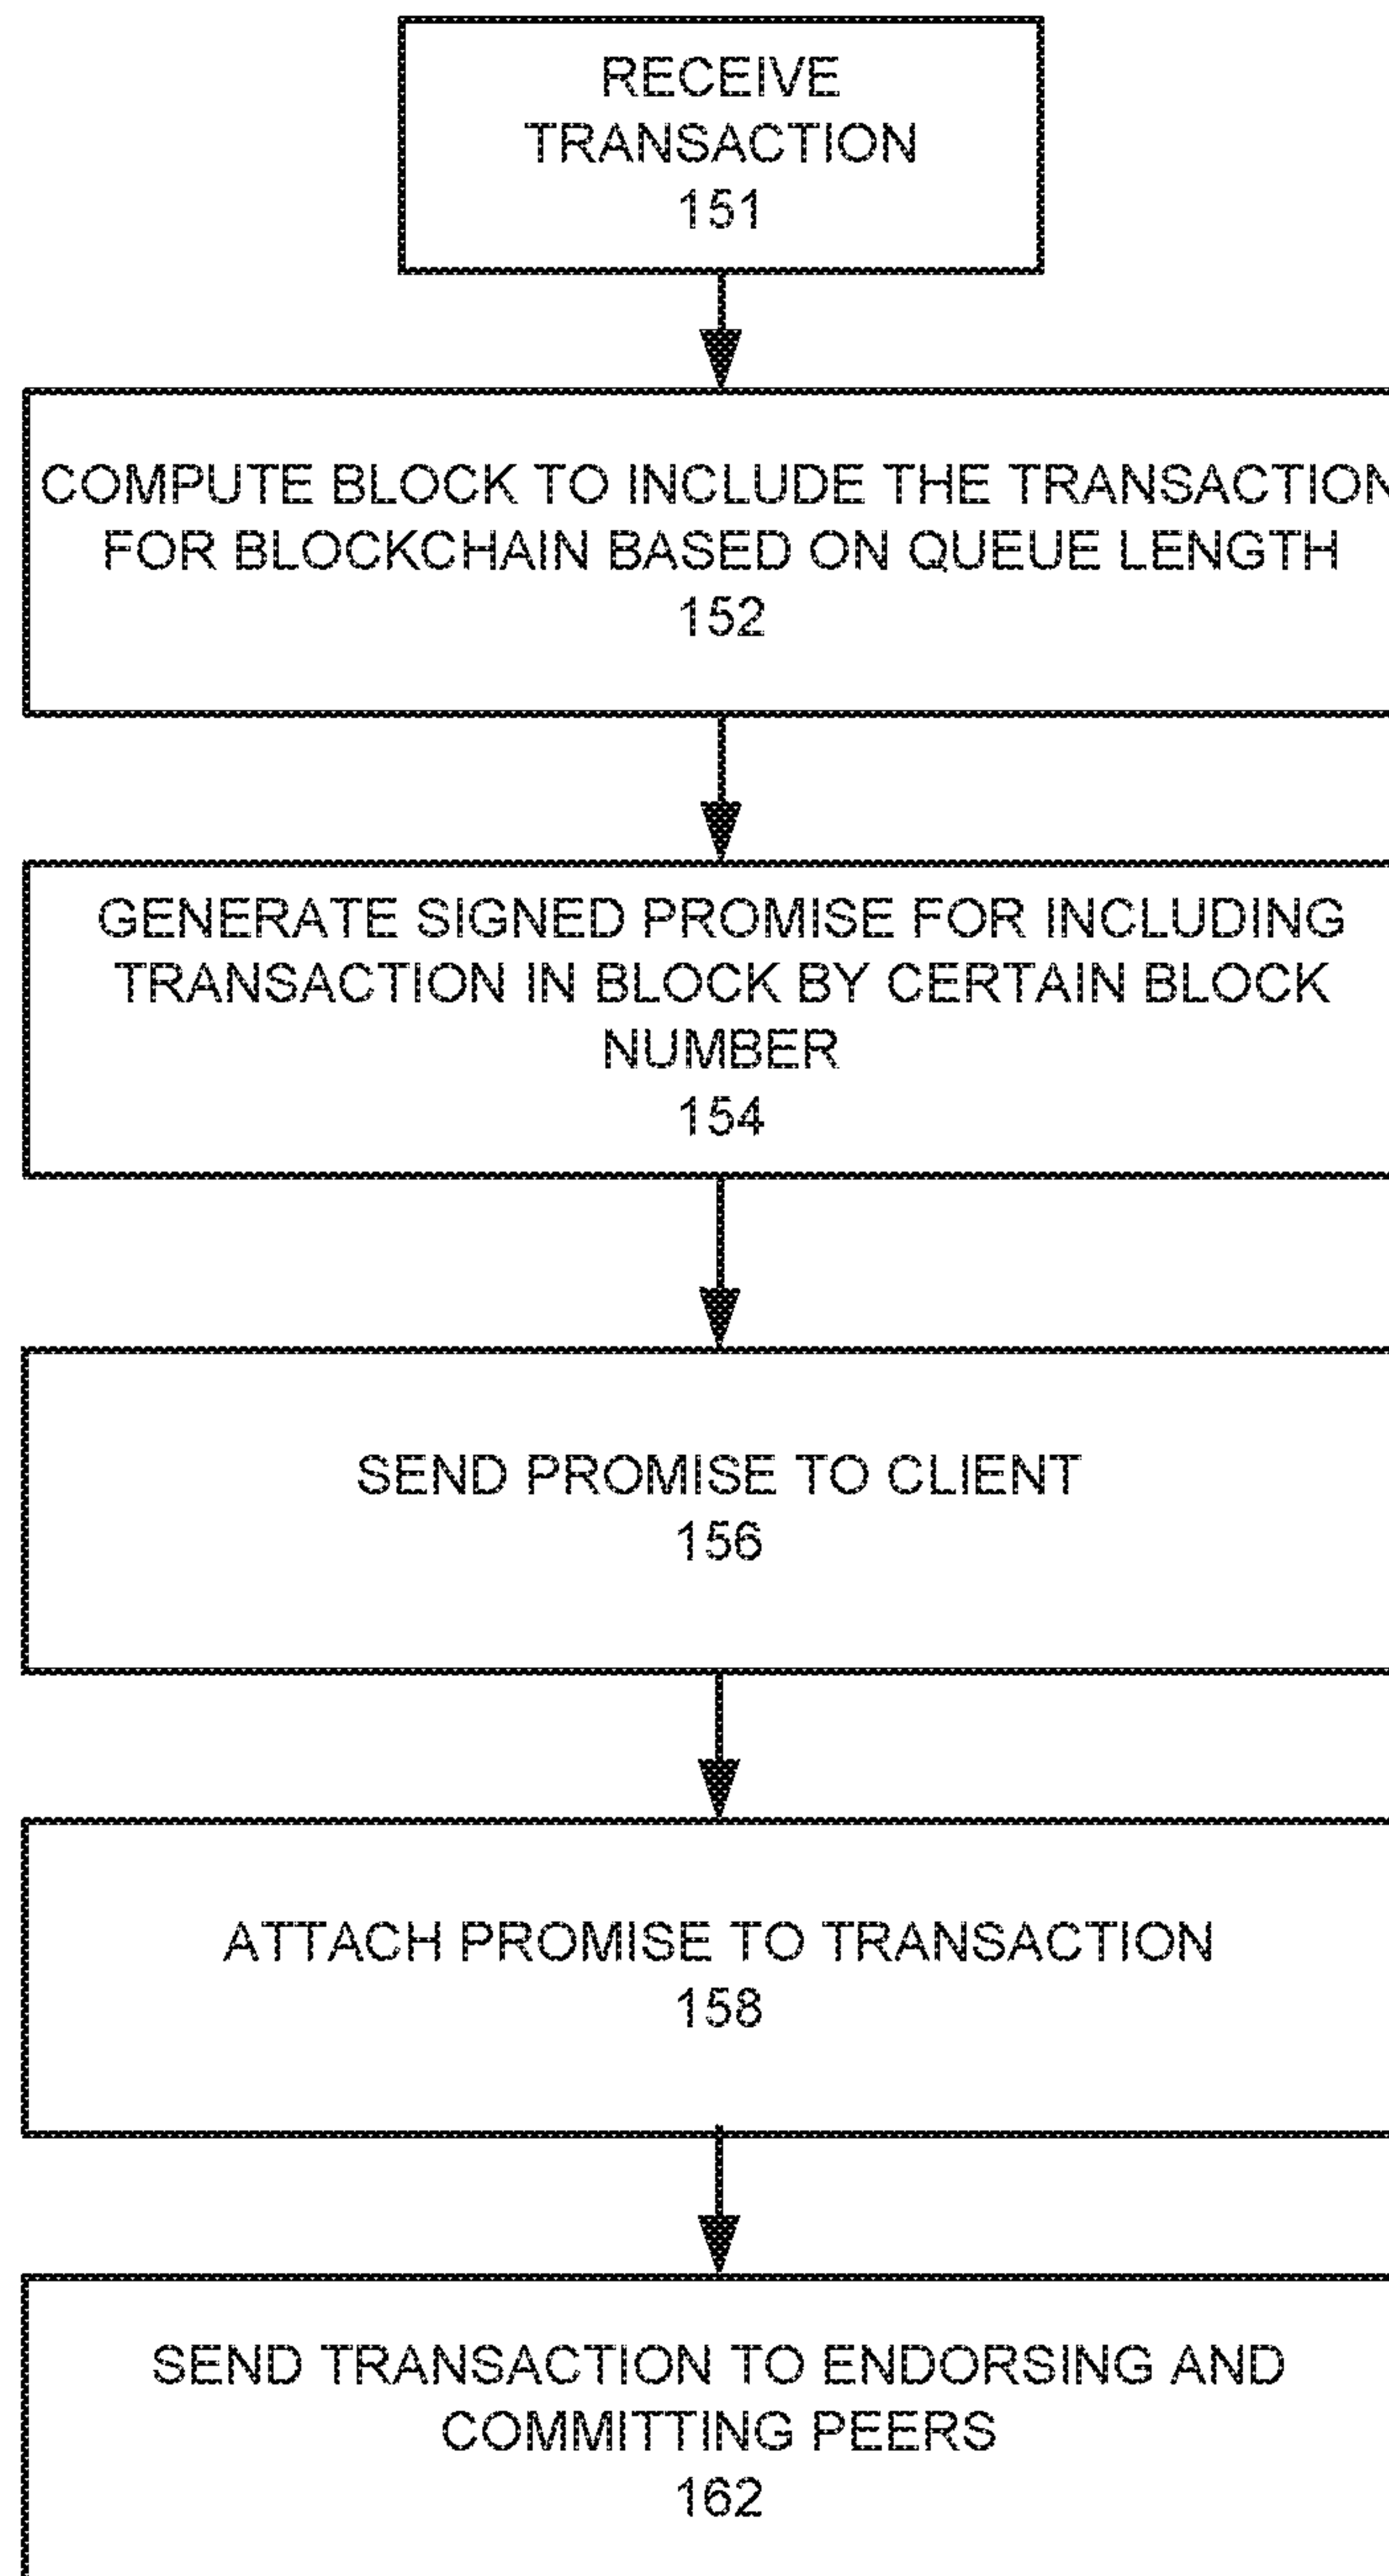 RECEIVE
TRANSACTION
151
COMPUTE BLOCK TO INCLUDE THE TRANSACTION
FOR BLOCKCHAIN BASED ON QUEUE LENGTH
152
GENERATE SIGNED PROMISE FOR INCLUDING
TRANSACTION IN BLOCK BY CERTAIN BLOCK
NUMBER
154
SEND PROMISE TO CLIENT
156
ATTACH PROMISE TO TRANSACTION
158
SEND TRANSACTION TO ENDORSING AND
COMMITTING PEERS
162